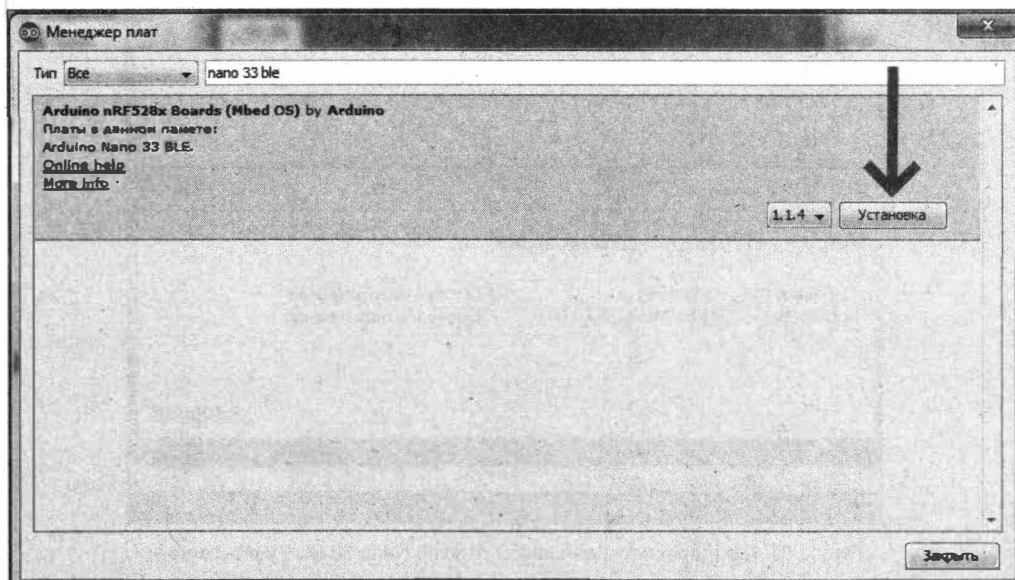 Менеджер плат
Тип Все nano 33 ble
Arduino nRF528x Boards (Mbed OS) by Arduino
Платы в данном пакете:
Arduino Nano 33 BLE.
Online help
More info
1.1.4 Установка
Закрыть